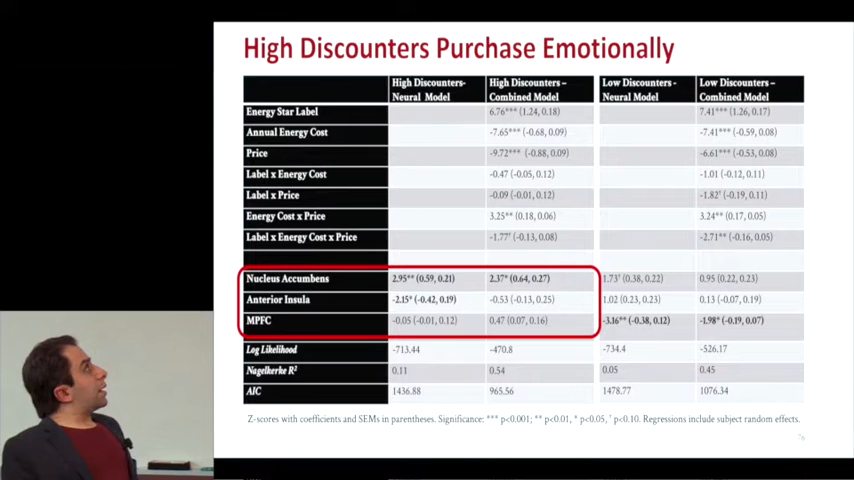 High Discounters Purchase Emotionally
High Discounters- Neural Model | High Discounters – Combined Model | Low Discounters - Neural Model | Low Discounters – Combined Model
Energy Star Label 6.76*** (1.24, 0.18) 7.41*** (1.26, 0.17)
Annual Energy Cost -7.65*** (-0.68, 0.09) -7.41*** (-0.59, 0.08)
Price -9.72*** (-0.88, 0.09) -6.61*** (-0.53, 0.08)
Label x Energy Cost -0.47 (-0.05, 0.12) -1.01 (-0.12, 0.11)
Label x Price -0.09 (-0.01, 0.12) -1.82† (-0.19, 0.11)
Energy Cost x Price 3.25** (0.18, 0.06) 3.24** (0.17, 0.05)
Label x Energy Cost x Price -1.77† (-0.13, 0.08) -2.71** (-0.16, 0.05)
Nucleus Accumbens 2.95** (0.59, 0.21) 2.37* (0.64, 0.27) 1.73† (0.38, 0.22) 0.95 (0.22, 0.23)
Anterior Insula -2.15* (-0.42, 0.19) -0.53 (-0.13, 0.25) 1.02 (0.23, 0.23) 0.13 (-0.07, 0.19)
MPFC -0.05 (-0.01, 0.12) 0.47 (0.07, 0.16) -3.16** (-0.38, 0.12) -1.98* (-0.19, 0.07)
Log Likelihood -713.44 -470.8 -734.4 -526.17
Nagelkerke R² 0.11 0.54 0.05 0.45
AIC 1436.88 965.56 1478.77 1076.34
Z-scores with coefficients and SEMs in parentheses. Significance: *** p<0.001; ** p<0.01, * p<0.05, † p<0.10. Regressions include subject random effects.
76